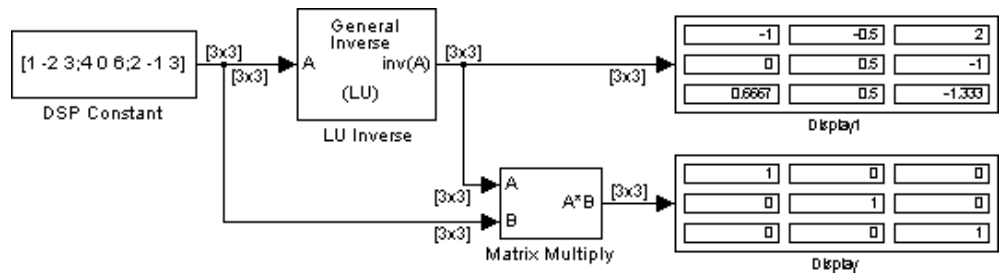 [1 -2 3;4 0 6;2 -1 3]
DSP Constant
[3x3]
[3x3]
General
Inverse
A
inv(A)
(LU)
LU Inverse
[3x3]
[3x3]
-1 -0.5 2
0 0.5 -1
0.6667 0.5 -1.333
Display1
[3x3]
[3x3]
A
B
A*B
Matrix Multiply
[3x3]
1 0 0
0 1 0
0 0 1
Display